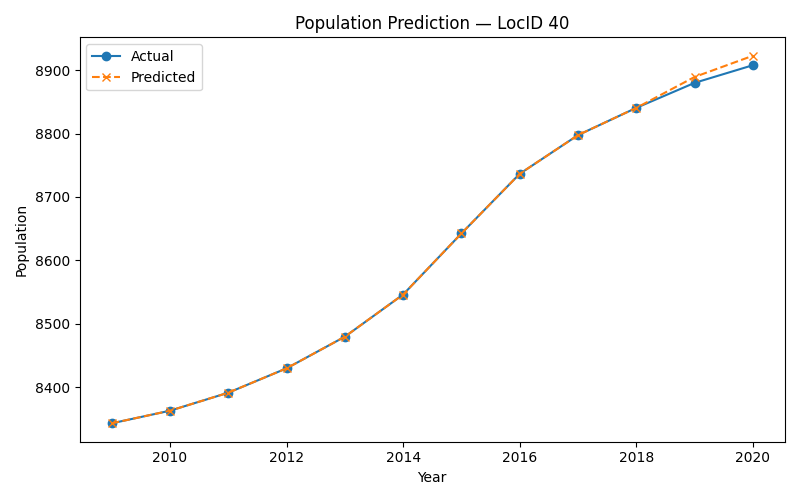 Population Prediction — LocID 40
Actual
Predicted
8900
8800
8700
8600
8500
8400
Population
2010 2012 2014 2016 2018 2020
Year